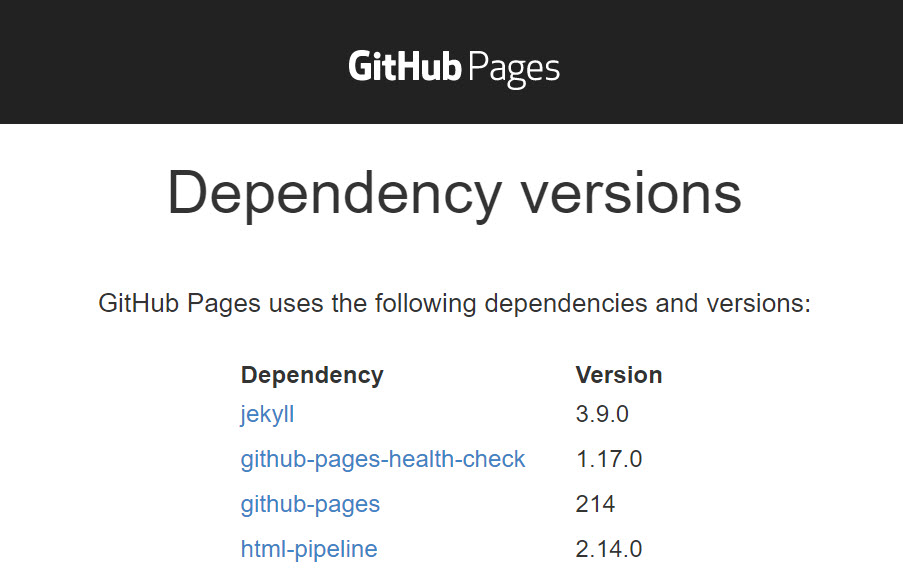 GitHub Pages
Dependency versions
GitHub Pages uses the following dependencies and versions:
Dependency Version
jekyll 3.9.0
github-pages-health-check 1.17.0
github-pages 214
html-pipeline 2.14.0